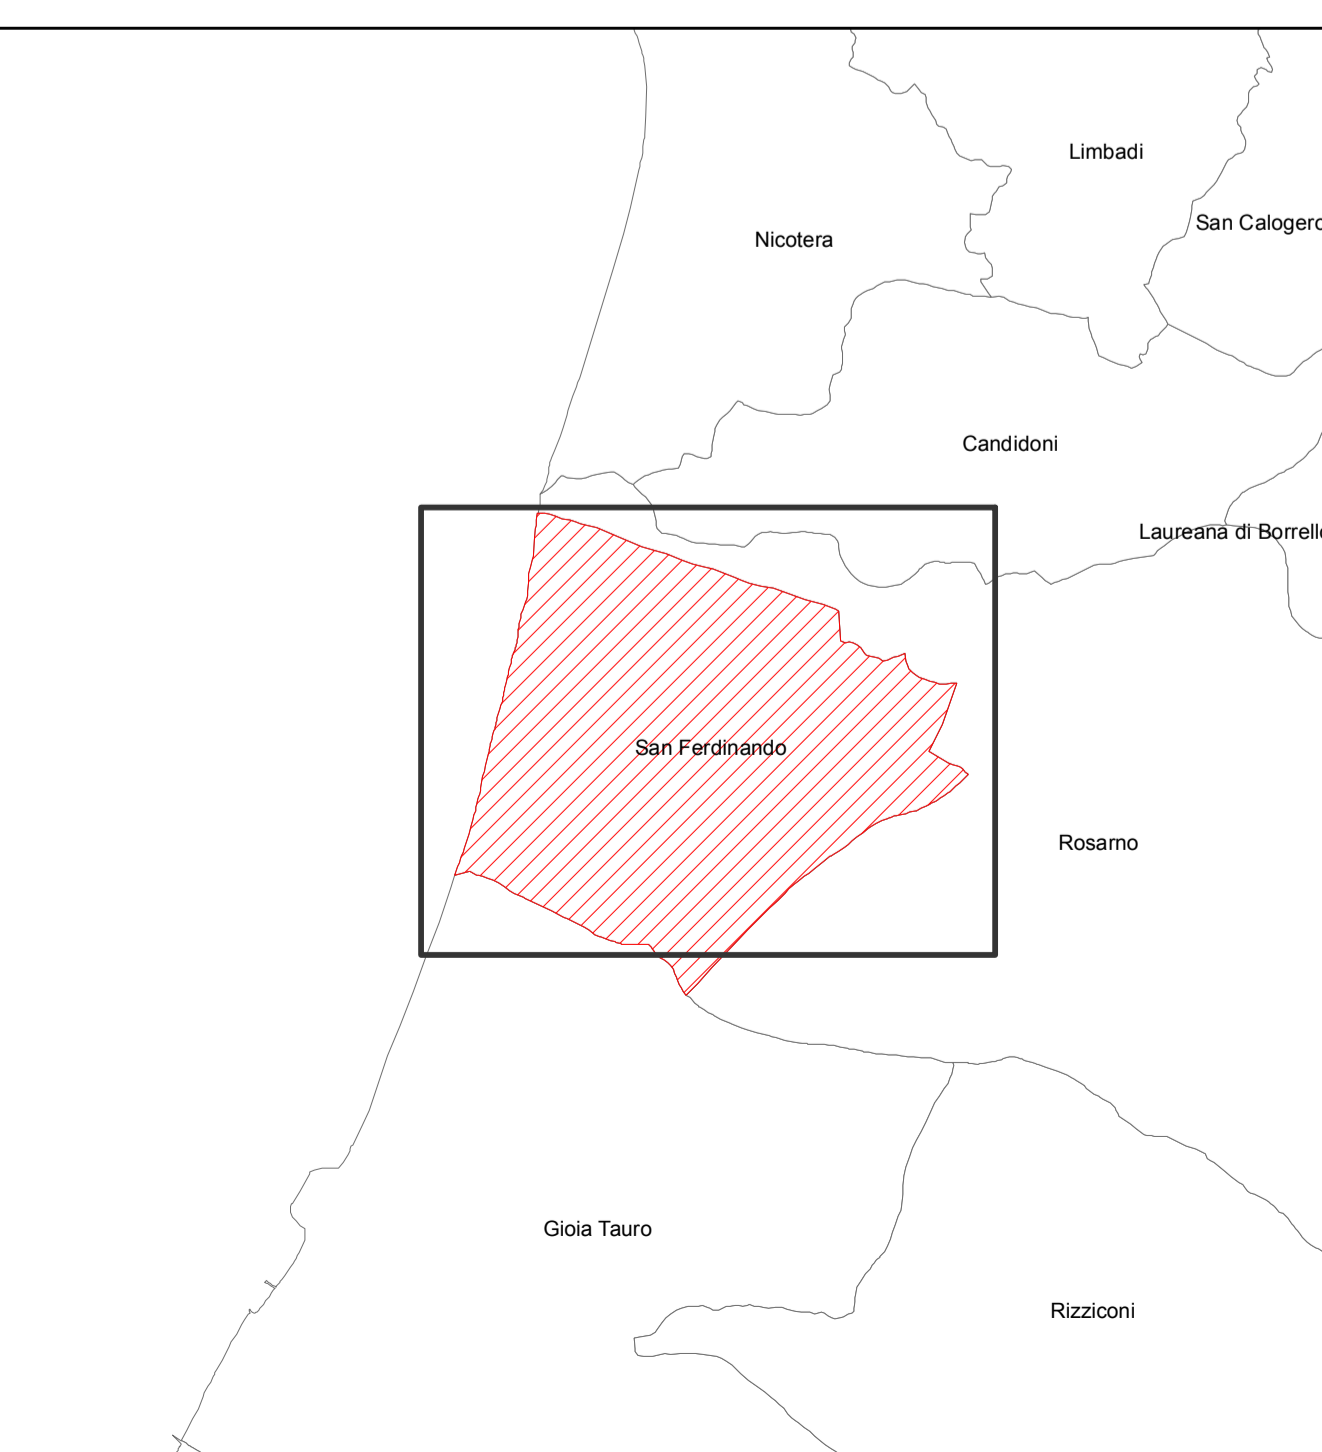 Limbadi
San Calogero
Nicotera
Candidoni
Laureana di Borrello
San Ferdinando
Rosarno
Gioia Tauro
Rizziconi